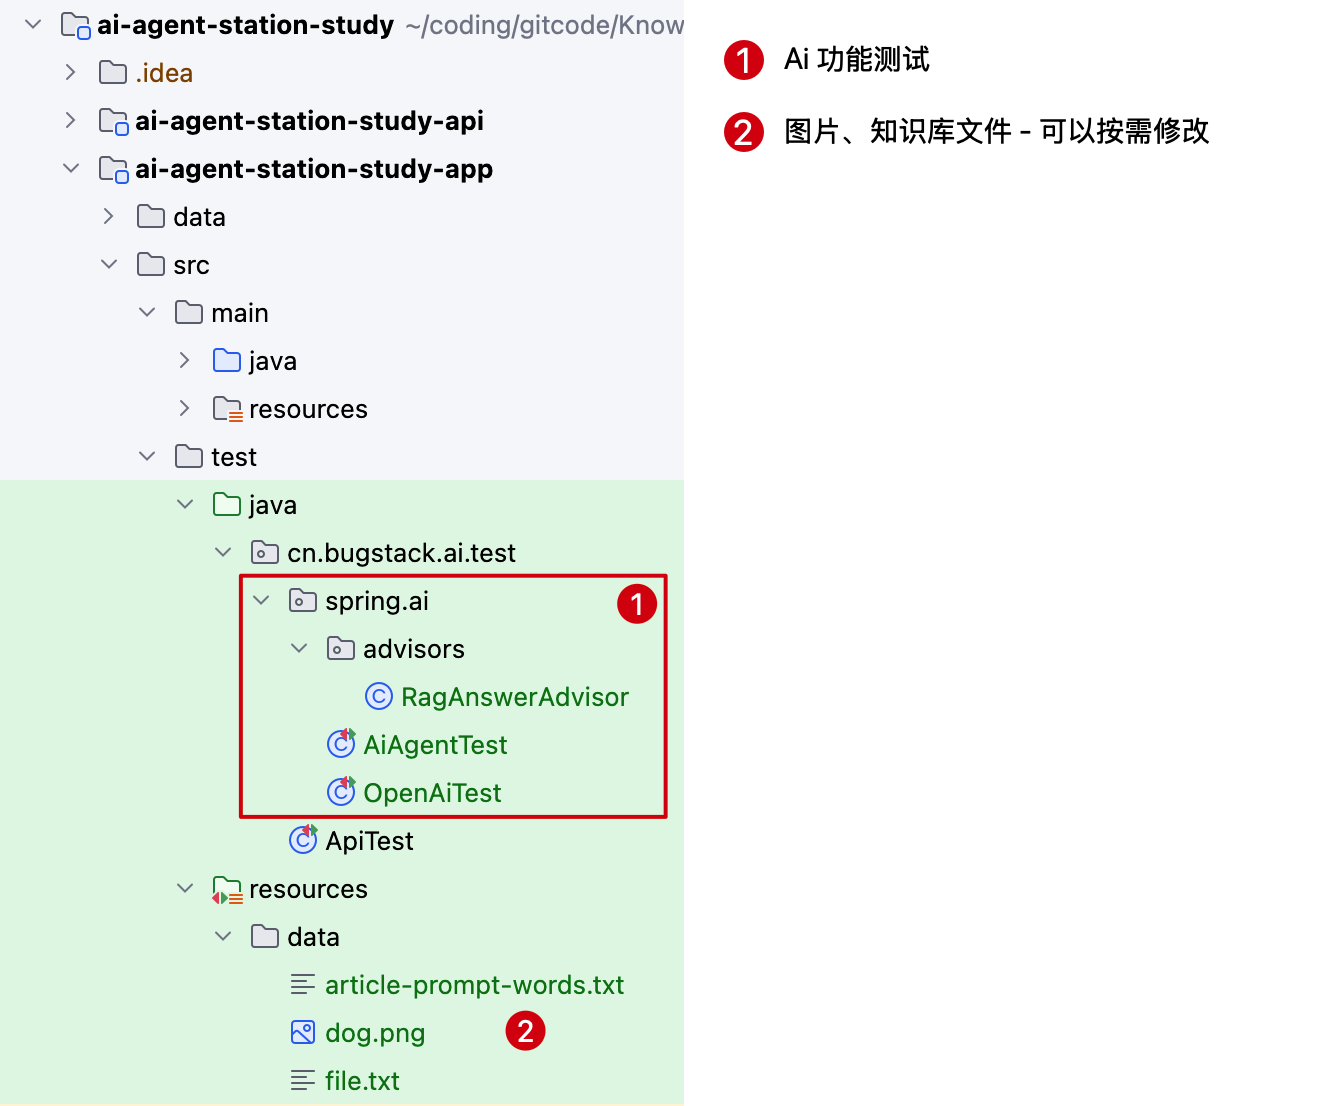 ai-agent-station-study ~/coding/gitcode/Know
.idea
ai-agent-station-study-api
ai-agent-station-study-app
data
src
main
java
resources
test
java
cn.bugstack.ai.test
spring.ai 1
advisors
RagAnswerAdvisor
AiAgentTest
OpenAiTest
ApiTest
resources
data
article-prompt-words.txt
dog.png 2
file.txt
1 Ai 功能测试
2 图片、知识库文件 - 可以按需修改